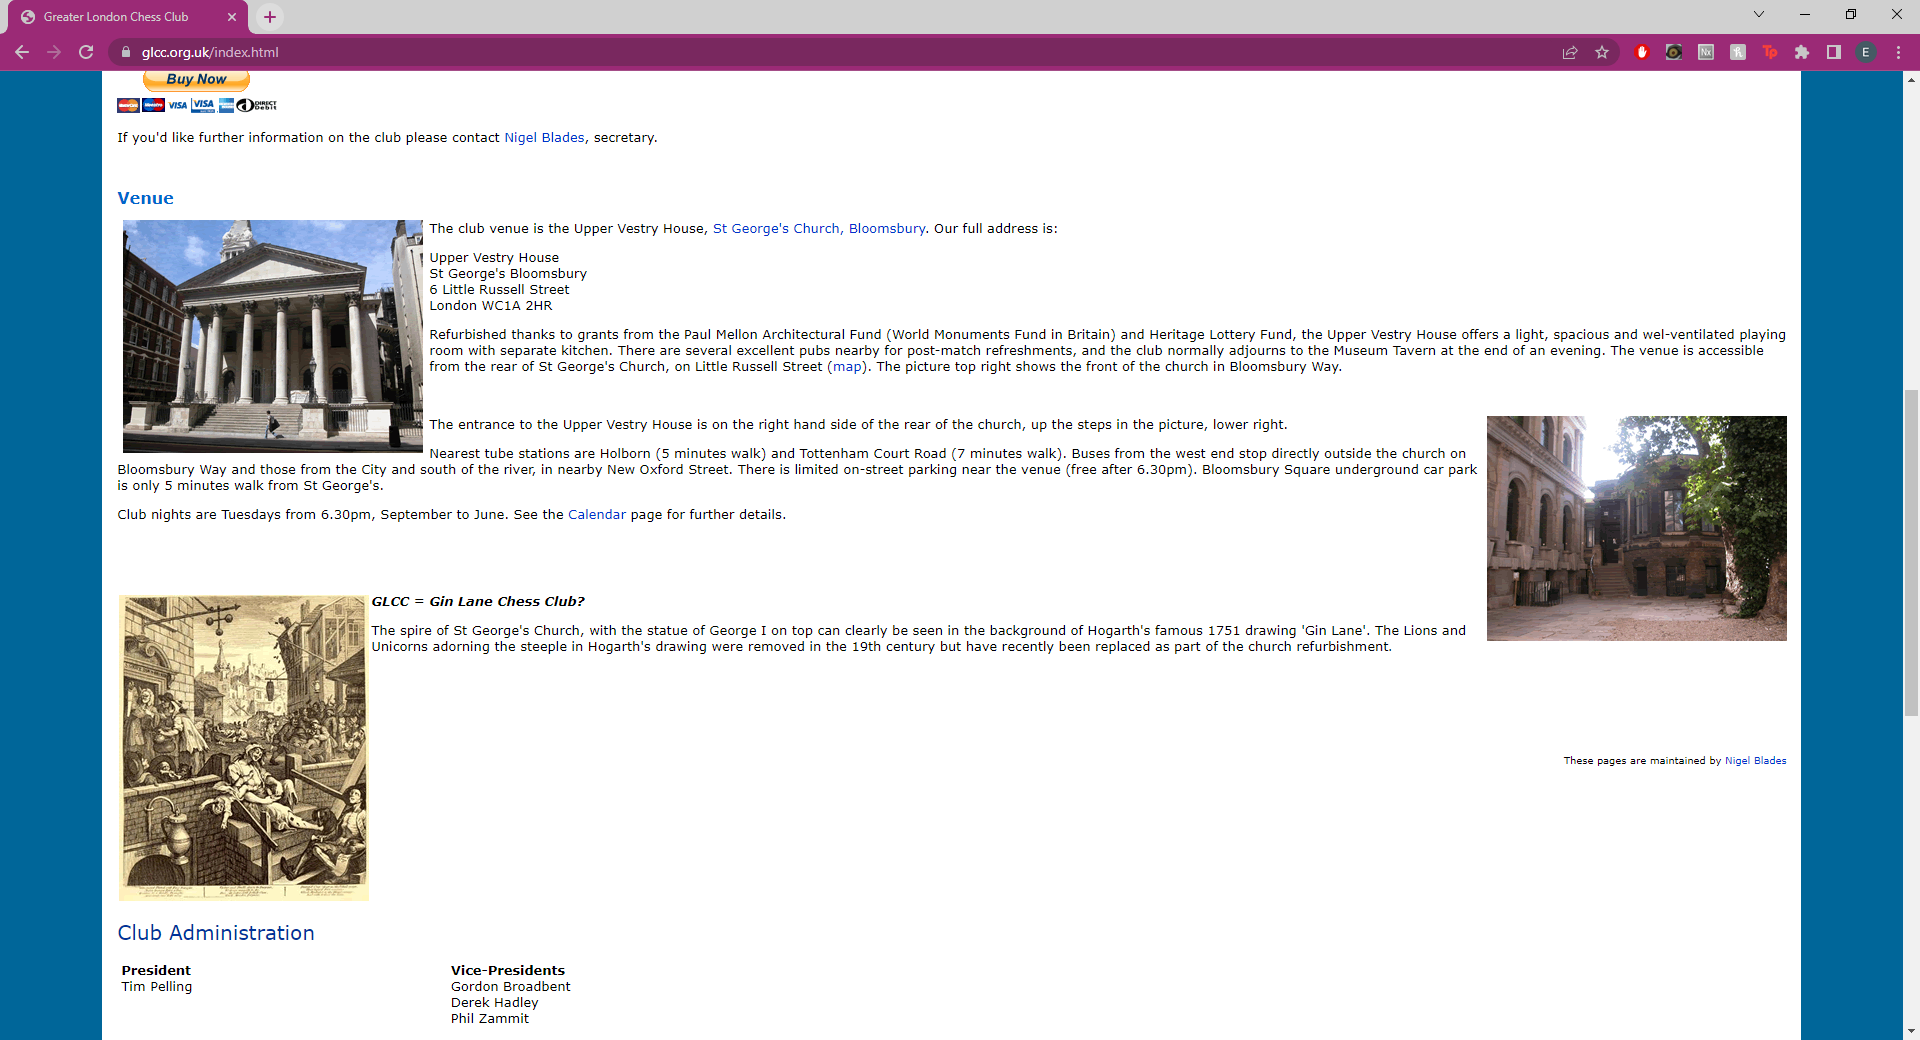 Greater London Chess Club
glcc.org.uk/index.html
Nx
Tp
E
Buy Now
VISA VISA DIRECT Debit
If you'd like further information on the club please contact Nigel Blades, secretary.
Venue
The club venue is the Upper Vestry House, St George's Church, Bloomsbury. Our full address is:
Upper Vestry House
St George's Bloomsbury
6 Little Russell Street
London WC1A 2HR
Refurbished thanks to grants from the Paul Mellon Architectural Fund (World Monuments Fund in Britain) and Heritage Lottery Fund, the Upper Vestry House offers a light, spacious and wel-ventilated playing
room with separate kitchen. There are several excellent pubs nearby for post-match refreshments, and the club normally adjourns to the Museum Tavern at the end of an evening. The venue is accessible
from the rear of St George's Church, on Little Russell Street (map). The picture top right shows the front of the church in Bloomsbury Way.
The entrance to the Upper Vestry House is on the right hand side of the rear of the church, up the steps in the picture, lower right.
Nearest tube stations are Holborn (5 minutes walk) and Tottenham Court Road (7 minutes walk). Buses from the west end stop directly outside the church on
Bloomsbury Way and those from the City and south of the river, in nearby New Oxford Street. There is limited on-street parking near the venue (free after 6.30pm). Bloomsbury Square underground car park
is only 5 minutes walk from St George's.
Club nights are Tuesdays from 6.30pm, September to June. See the Calendar page for further details.
GLCC = Gin Lane Chess Club?
The spire of St George's Church, with the statue of George I on top can clearly be seen in the background of Hogarth's famous 1751 drawing 'Gin Lane'. The Lions and
Unicorns adorning the steeple in Hogarth's drawing were removed in the 19th century but have recently been replaced as part of the church refurbishment.
These pages are maintained by Nigel Blades
Club Administration
President
Tim Pelling
Vice-Presidents
Gordon Broadbent
Derek Hadley
Phil Zammit